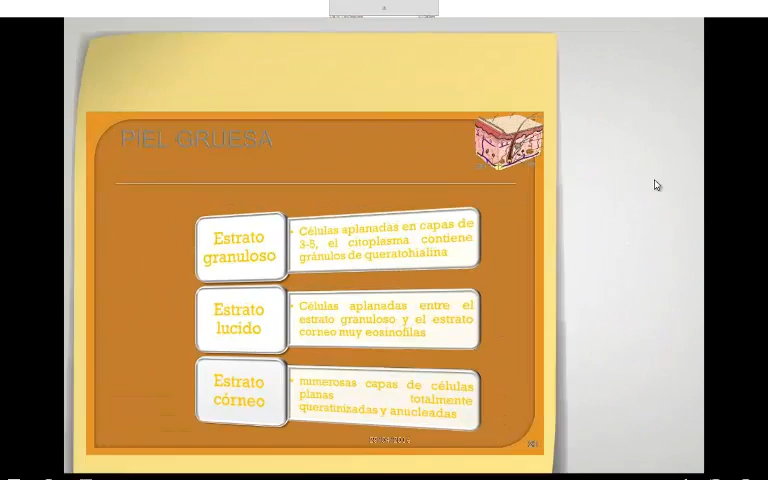 PIEL GRUESA
Estrato
granuloso
• Células aplanadas en capas de
3-5, el citoplasma contiene
gránulos de queratohialina
Estrato
lucido
• Células aplanadas entre el
estrato granuloso y el estrato
corneo muy eosinofilas
Estrato
córneo
• numerosas capas de células
planas totalmente
queratinizadas y anucleadas